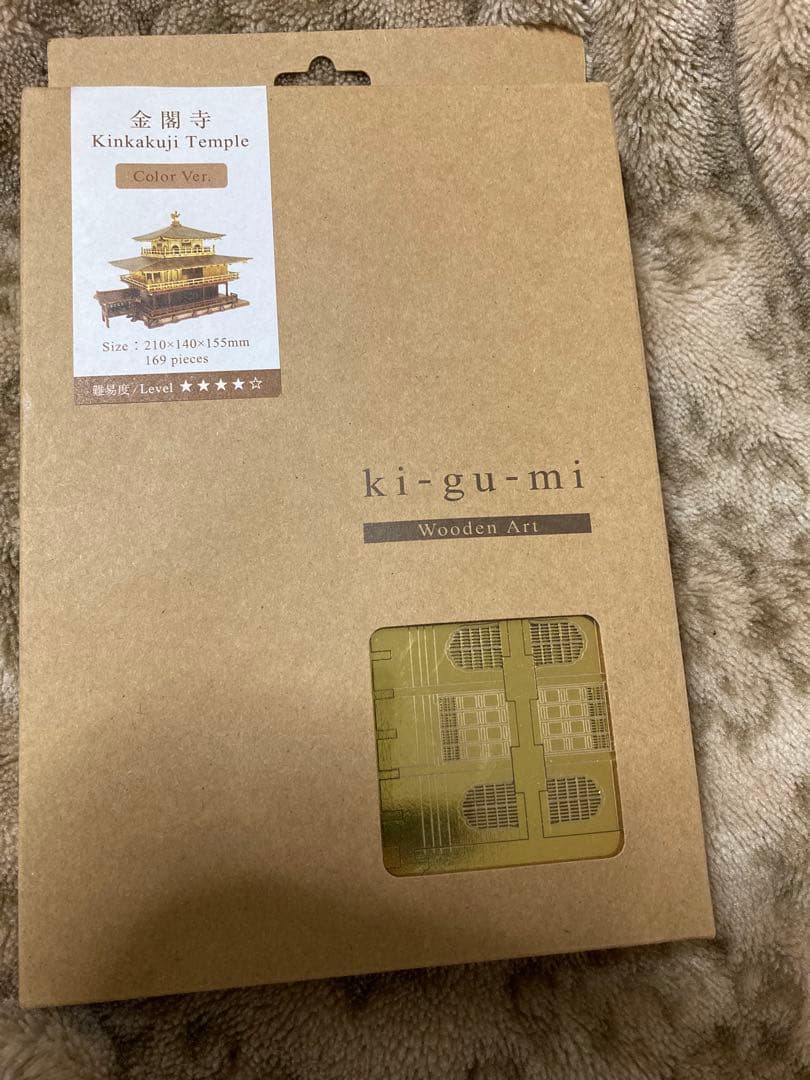 金閣寺
Kinkakuji Temple
Color Ver.
Size：210×140×155mm
169 pieces
難易度/Level ★★★★☆
ki-gu-mi
Wooden Art